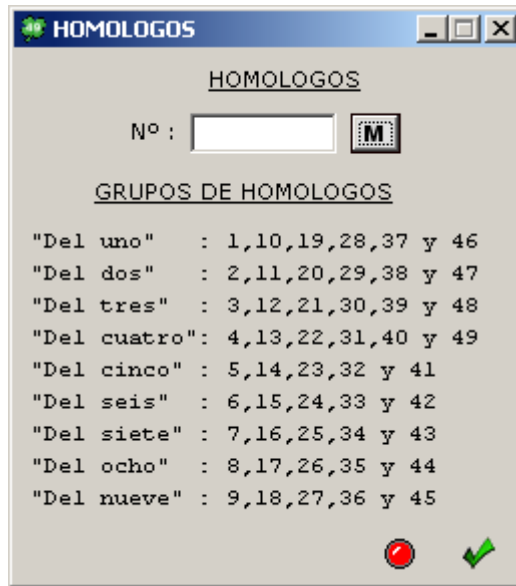 HOMOLOGOS
HOMOLOGOS
Nº : M
GRUPOS DE HOMOLOGOS
"Del uno" : 1,10,19,28,37 y 46
"Del dos" : 2,11,20,29,38 y 47
"Del tres" : 3,12,21,30,39 y 48
"Del cuatro": 4,13,22,31,40 y 49
"Del cinco" : 5,14,23,32 y 41
"Del seis" : 6,15,24,33 y 42
"Del siete" : 7,16,25,34 y 43
"Del ocho" : 8,17,26,35 y 44
"Del nueve" : 9,18,27,36 y 45